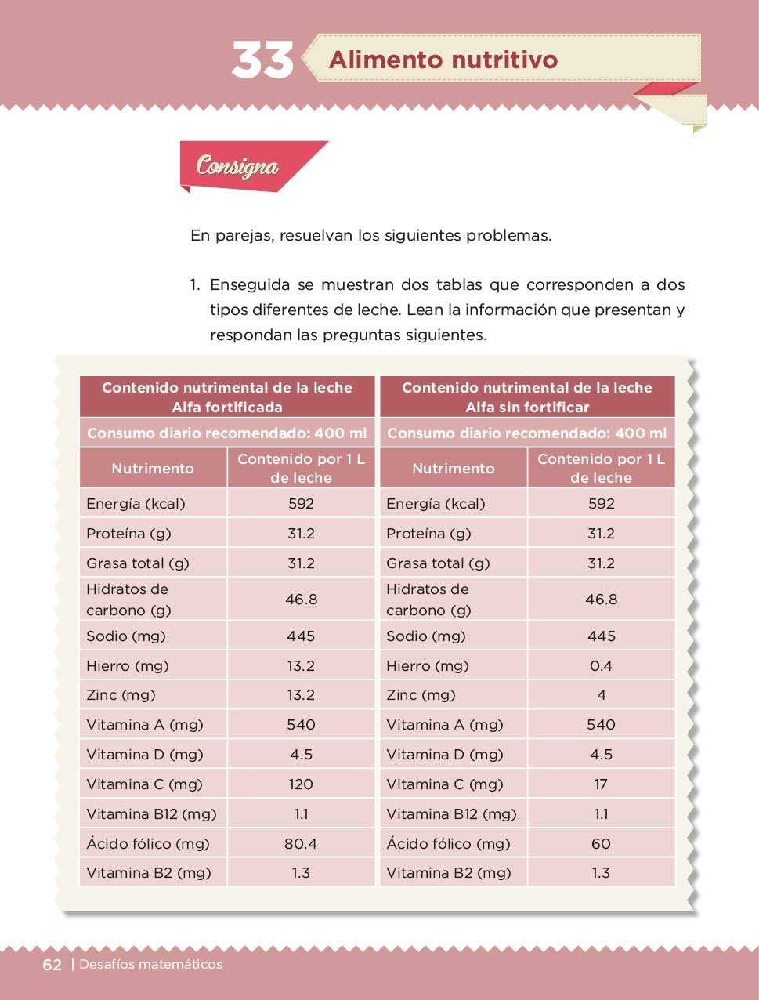 33
Alimento nutritivo
Consigna
En parejas, resuelvan los siguientes problemas.
1. Enseguida se muestran dos tablas que corresponden a dos
tipos diferentes de leche. Lean la información que presentan y
respondan las preguntas siguientes.
Contenido nutrimental de la leche
Alfa fortificada
Consumo diario recomendado: 400 ml
Nutrimento Contenido por 1 L
de leche
Energía (kcal) 592
Proteína (g) 31.2
Grasa total (g) 31.2
Hidratos de
carbono (g) 46.8
Sodio (mg) 445
Hierro (mg) 13.2
Zinc (mg) 13.2
Vitamina A (mg) 540
Vitamina D (mg) 4.5
Vitamina C (mg) 120
Vitamina B12 (mg) 1.1
Ácido fólico (mg) 80.4
Vitamina B2 (mg) 1.3
Contenido nutrimental de la leche
Alfa sin fortificar
Consumo diario recomendado: 400 ml
Nutrimento Contenido por 1 L
de leche
Energía (kcal) 592
Proteína (g) 31.2
Grasa total (g) 31.2
Hidratos de
carbono (g) 46.8
Sodio (mg) 445
Hierro (mg) 0.4
Zinc (mg) 4
Vitamina A (mg) 540
Vitamina D (mg) 4.5
Vitamina C (mg) 17
Vitamina B12 (mg) 1.1
Ácido fólico (mg) 60
Vitamina B2 (mg) 1.3
62 | Desafíos matemáticos